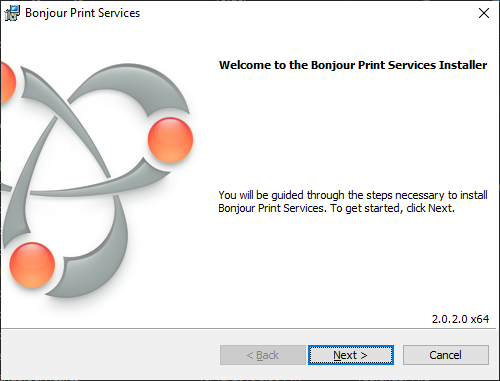 Bonjour Print Services
Welcome to the Bonjour Print Services Installer
You will be guided through the steps necessary to install
Bonjour Print Services. To get started, click Next.
2.0.2.0 x64
< Back
Next >
Cancel